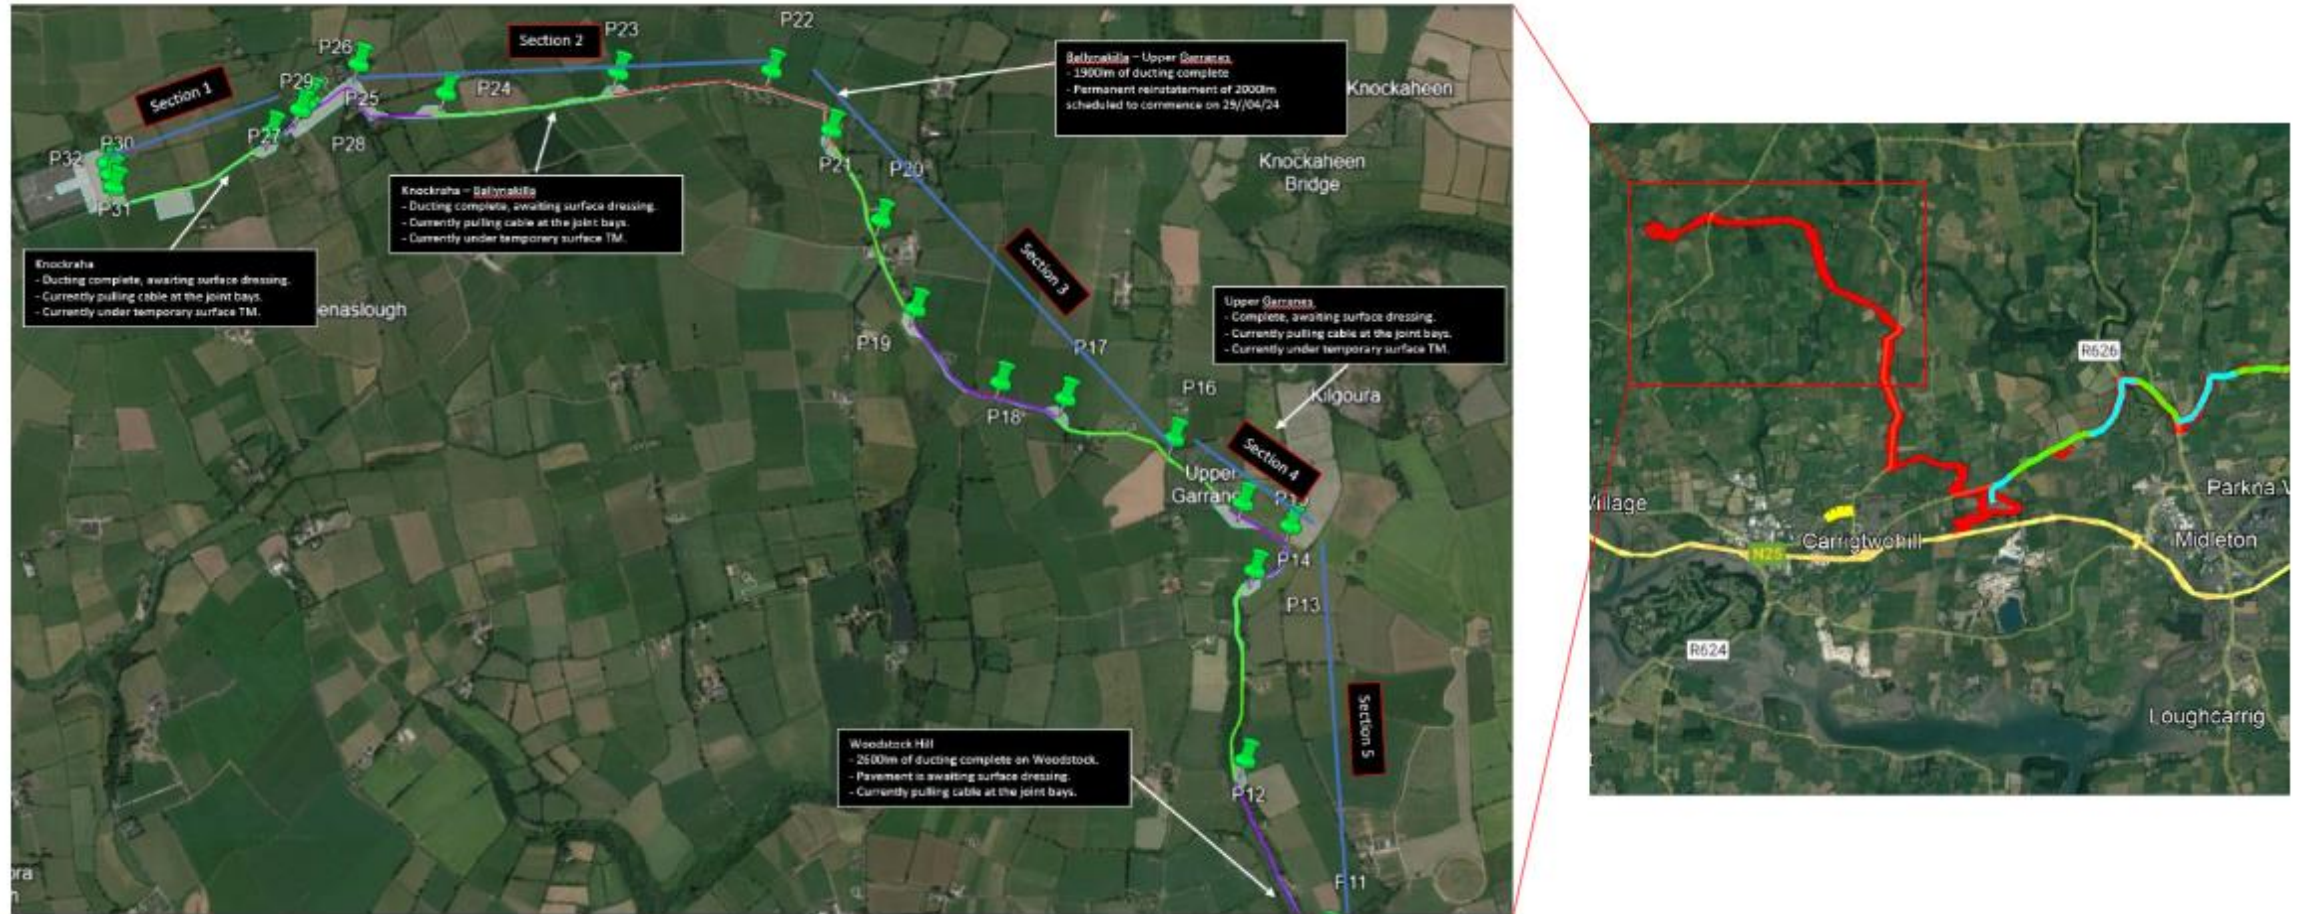 P22
P23
Section 2
P26
P29
P24
P25
Section 1
P27
P28
P30
P32
P31
Ballynakilla – Upper Garranes
- 1900lm of ducting complete
- Permanent reinstatement of 2000lm
scheduled to commence on 29//04/24
Knockaheen
Knockaheen
Bridge
P21
P20
Knockraha – Ballynakilla
- Ducting complete, awaiting surface dressing.
- Currently pulling cable at the joint bays.
- Currently under temporary surface TM.
Knockraha
- Ducting complete, awaiting surface dressing.
- Currently pulling cable at the joint bays.
- Currently under temporary surface TM.
enaslough
Section 3
P19
P17
P18
P16
Upper Garranes
- Complete, awaiting surface dressing.
- Currently pulling cable at the joint bays.
- Currently under temporary surface TM.
Kilgoura
Section 4
Upper
Garrane
P15
P14
P13
Section 5
Woodstock Hill
- 2600lm of ducting complete on Woodstock.
- Pavement is awaiting surface dressing.
- Currently pulling cable at the joint bays.
P12
P11
R626
Village
Parkna V
Carrigtwohill
N25
Midleton
R624
Loughcarrig